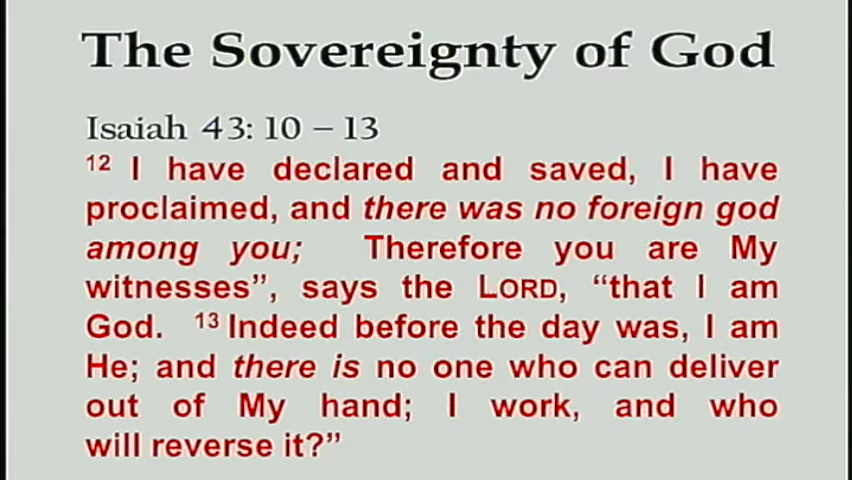 The Sovereignty of God
Isaiah 43: 10 – 13
12 I have declared and saved, I have
proclaimed, and there was no foreign god
among you; Therefore you are My
witnesses”, says the LORD, “that I am
God. 13 Indeed before the day was, I am
He; and there is no one who can deliver
out of My hand; I work, and who
will reverse it?”